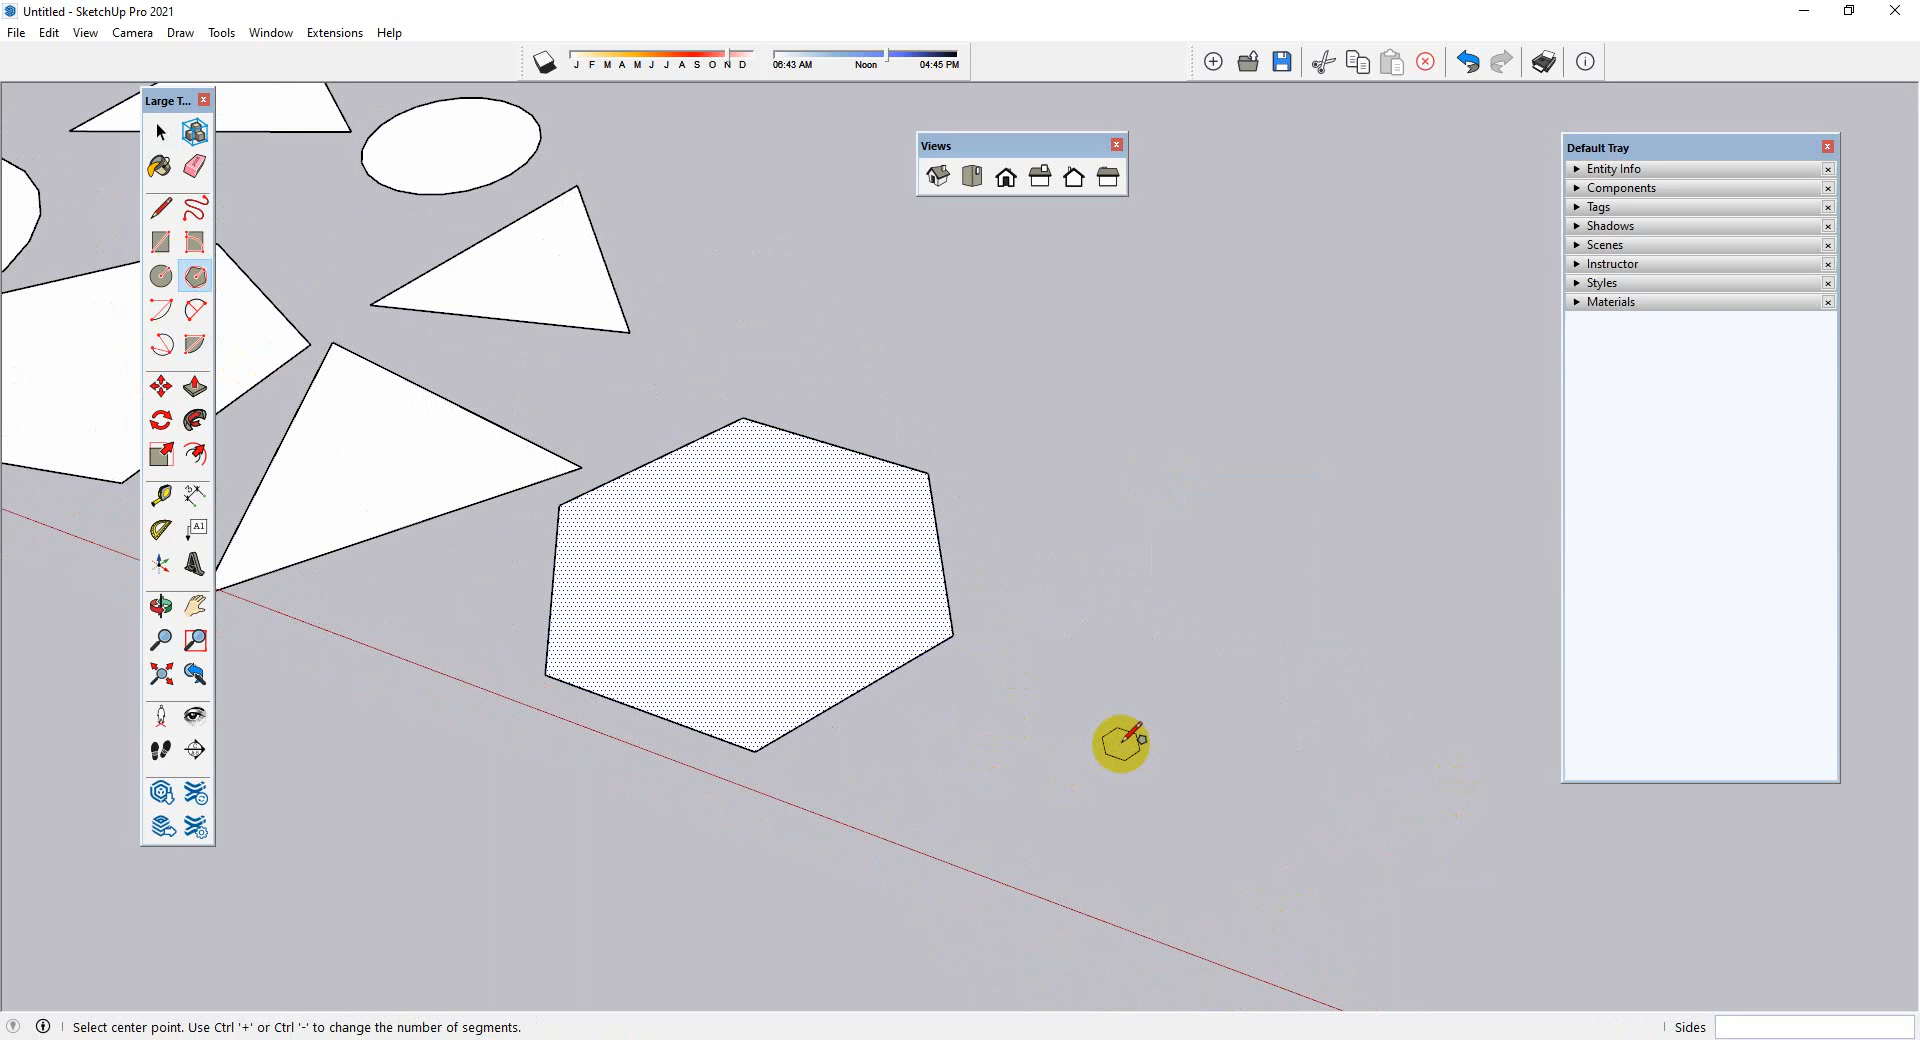 Untitled - SketchUp Pro 2021
File Edit View Camera Draw Tools Window Extensions Help
J F M A M J J A S O N D
06:43 AM Noon 04:45 PM
Large T...
Views
Default Tray
Entity Info
Components
Tags
Shadows
Scenes
Instructor
Styles
Materials
A1
Select center point. Use Ctrl '+' or Ctrl '-' to change the number of segments.
Sides